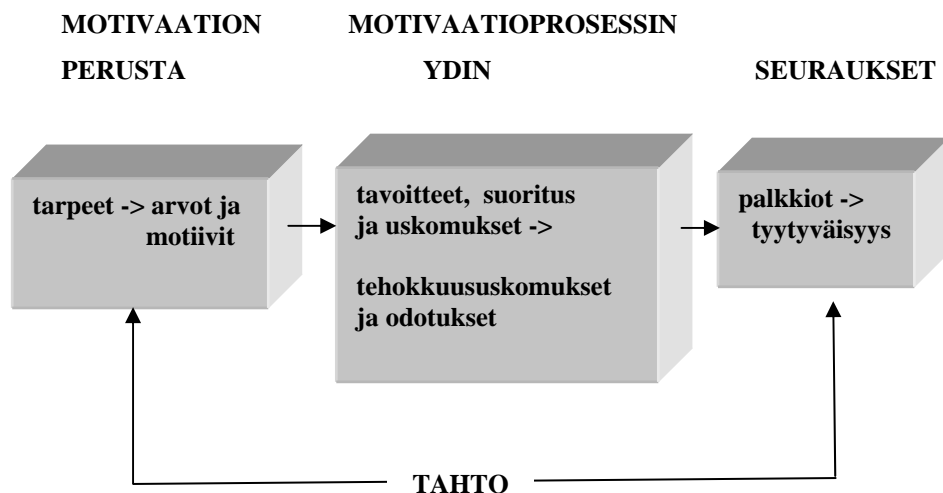 MOTIVAATION
PERUSTA
MOTIVAATIOPROSESSIN
YDIN
SEURAUKSET
tarpeet -> arvot ja
motiivit
tavoitteet, suoritus
ja uskomukset ->
tehokkuususkomukset
ja odotukset
palkkiot ->
tyytyväisyys
TAHTO